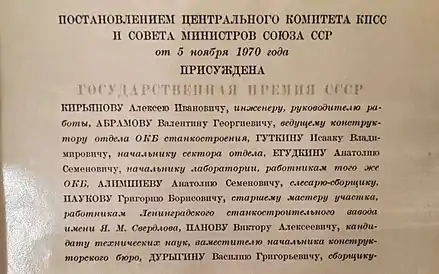 ПОСТАНОВЛЕНИЕМ ЦЕНТРАЛЬНОГО КОМИТЕТА КПСС
И СОВЕТА МИНИСТРОВ СОЮЗА ССР
от 5 ноября 1970 года
ПРИСУЖДЕНА
ГОСУДАРСТВЕННАЯ ПРЕМИЯ СССР
КИРЬЯНОВУ Алексею Ивановичу, инженеру, руководителю ра-
боты, АБРАМОВУ Валентину Георгиевичу, ведущему конструк-
тору отдела ОКБ станкостроения, ГУТКИНУ Исааку Влади-
мировичу, начальнику сектора отдела, ЕГУДКИНУ Анатолию
Семеновичу, начальнику лаборатории, работникам того же
ОКБ, АЛИМПИЕВУ Анатолию Семеновичу, слесарю-сборщику,
ПАУКОВУ Григорию Борисовичу, старшему мастеру участка,
работникам Ленинградского станкостроительного завода
имени Я. М. Свердлова, ПАНОВУ Виктору Алексеевичу, канди-
дату технических наук, заместителю начальника конструк-
торского бюро, ДУРЫГИНУ Василию Григорьевичу, сборщику-